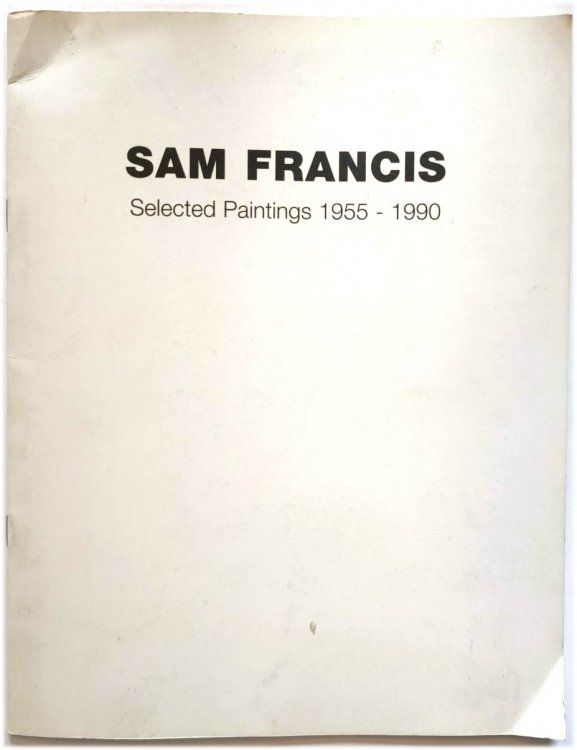 SAM FRANCIS
Selected Paintings 1955 - 1990